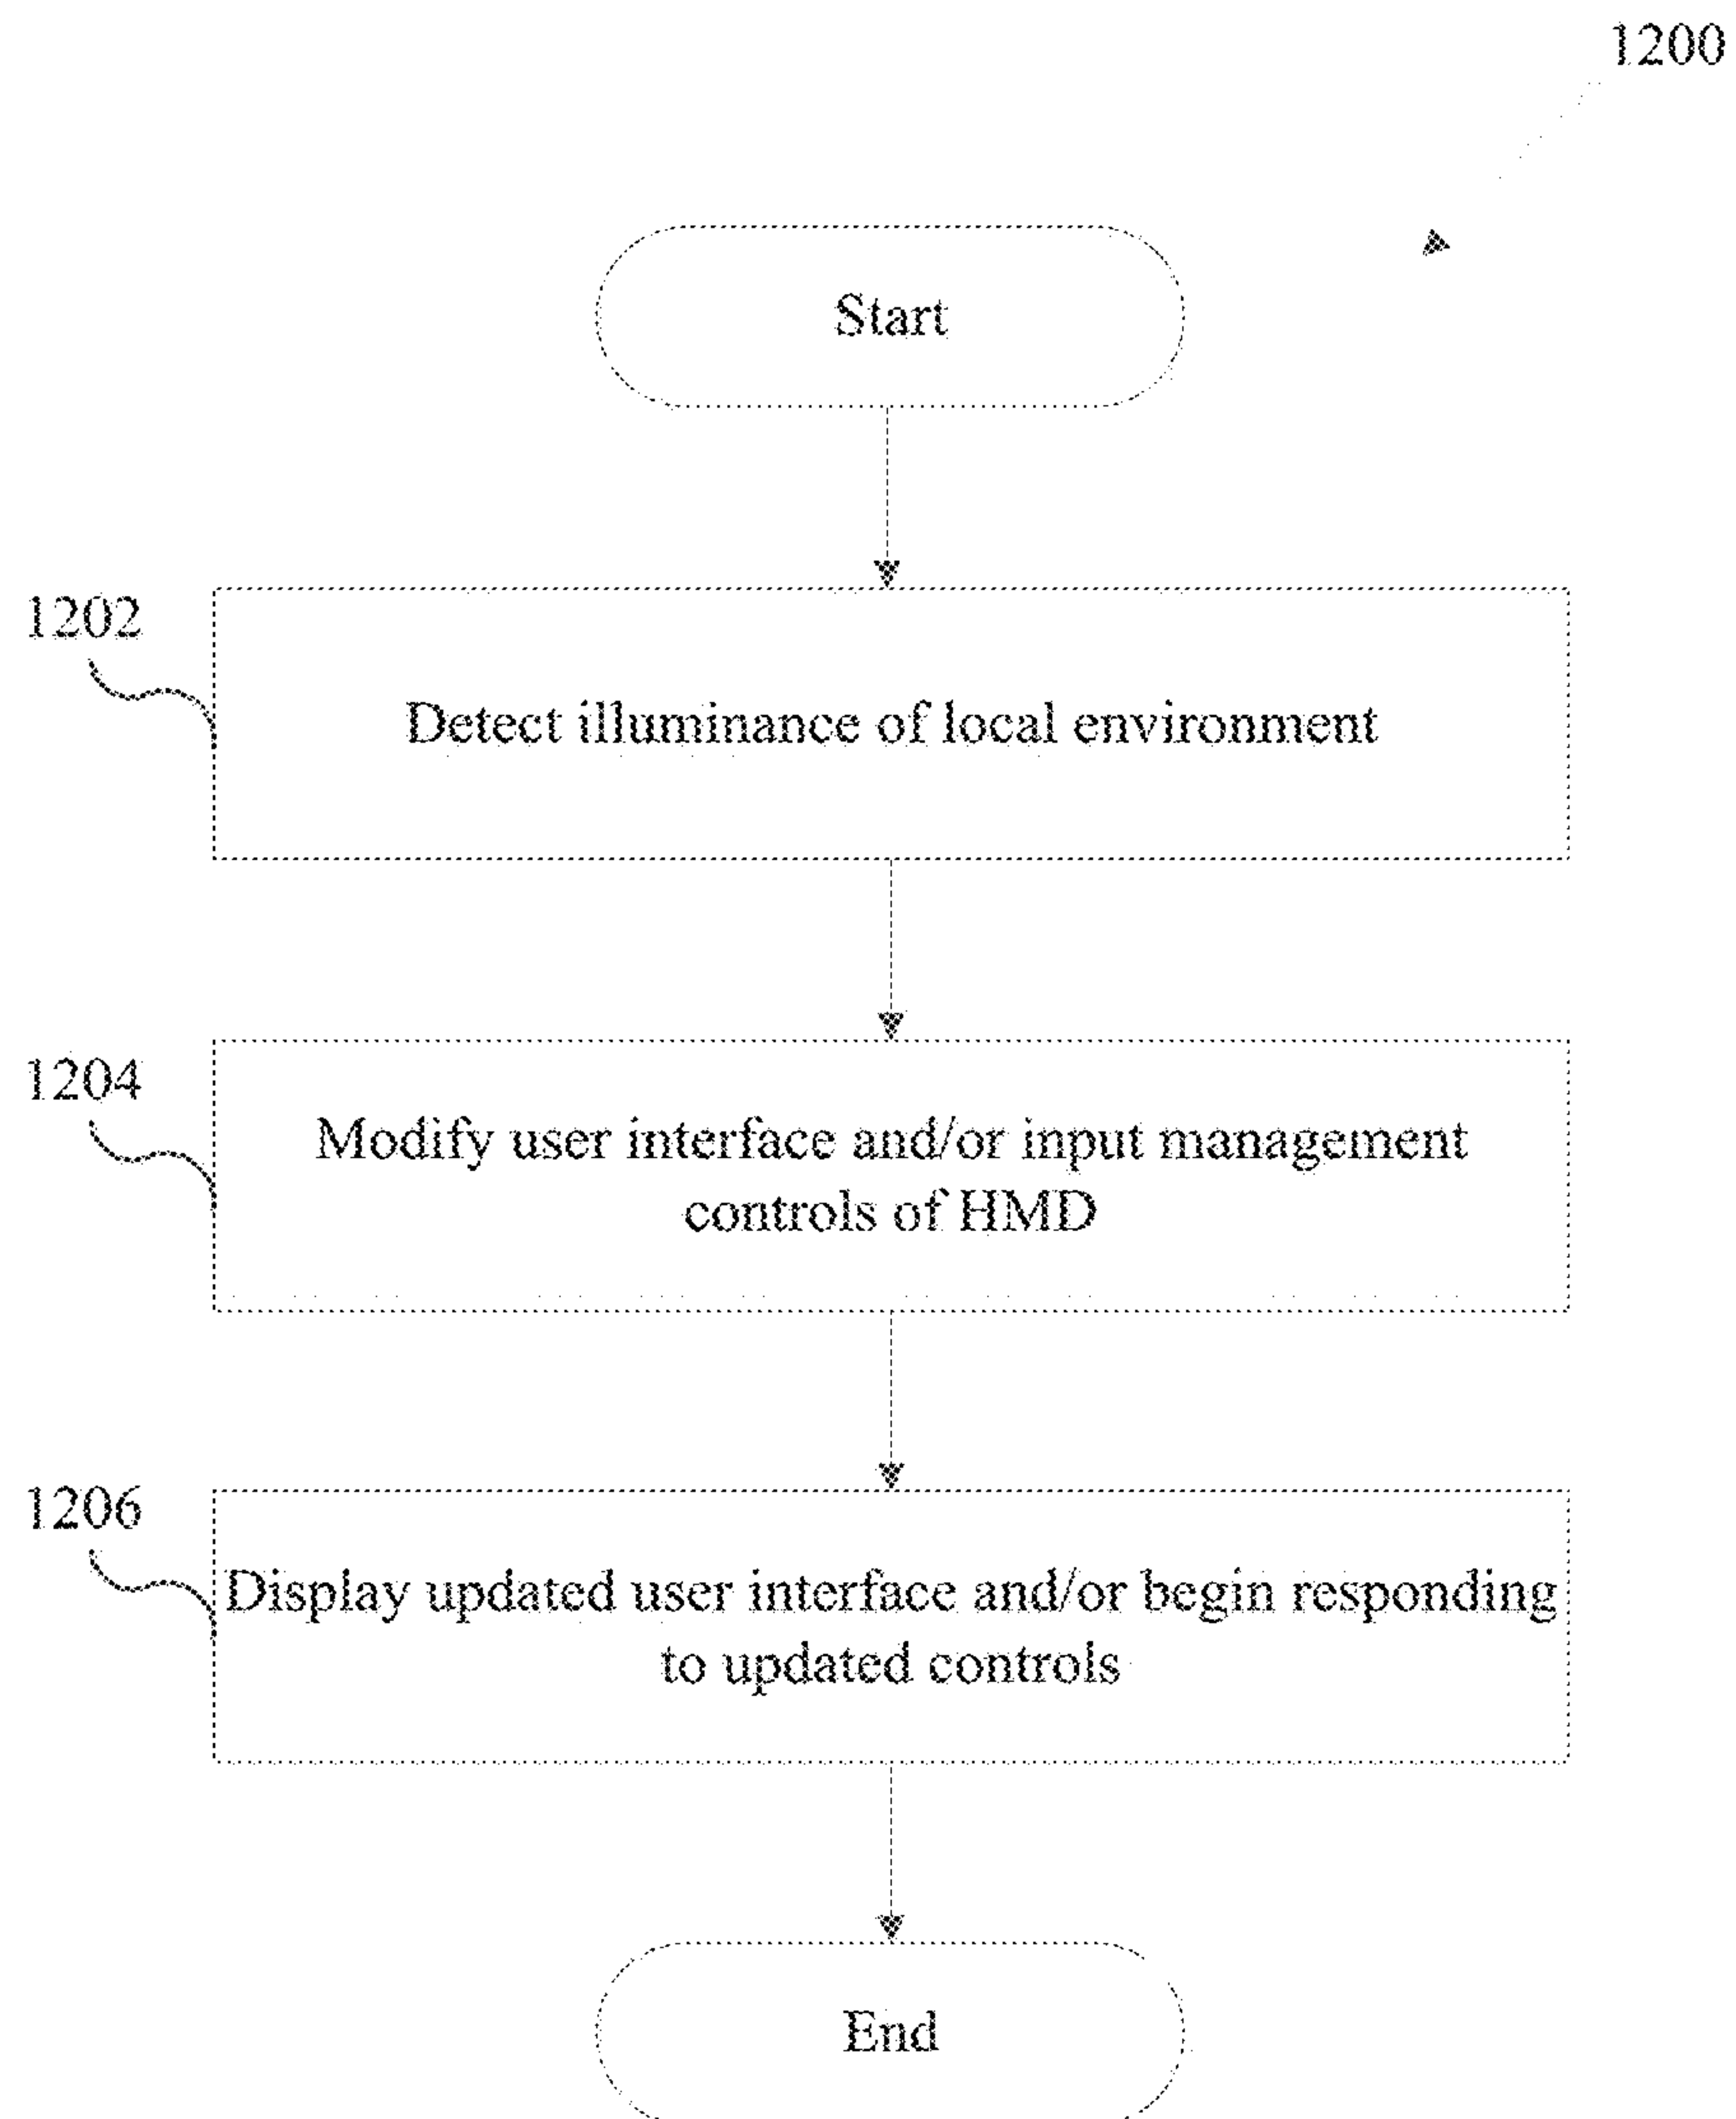 1200
Start
1202
Detect illuminance of local environment
1204
Modify user interface and/or input management
controls of HMD
1206
Display updated user interface and/or begin responding
to updated controls
End